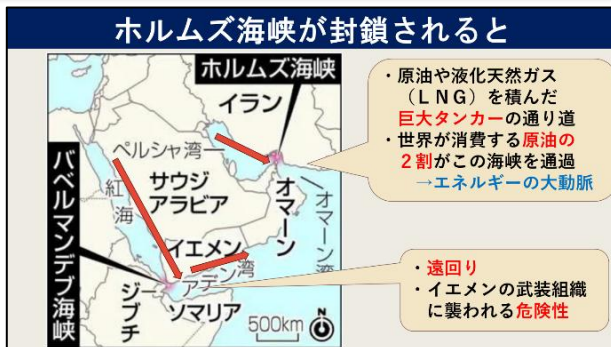 ホルムズ海峡が封鎖されると
ホルムズ海峡
イラン
ペルシャ湾
バベルマンデブ海峡
紅海
サウジ
アラビア
オマーン
オマーン湾
イエメン
アデン湾
ジブチ
ソマリア
500km
N
・原油や液化天然ガス
（ＬＮＧ）を積んだ
巨大タンカーの通り道
・世界が消費する原油の
２割がこの海峡を通過
→エネルギーの大動脈
・遠回り
・イエメンの武装組織
に襲われる危険性